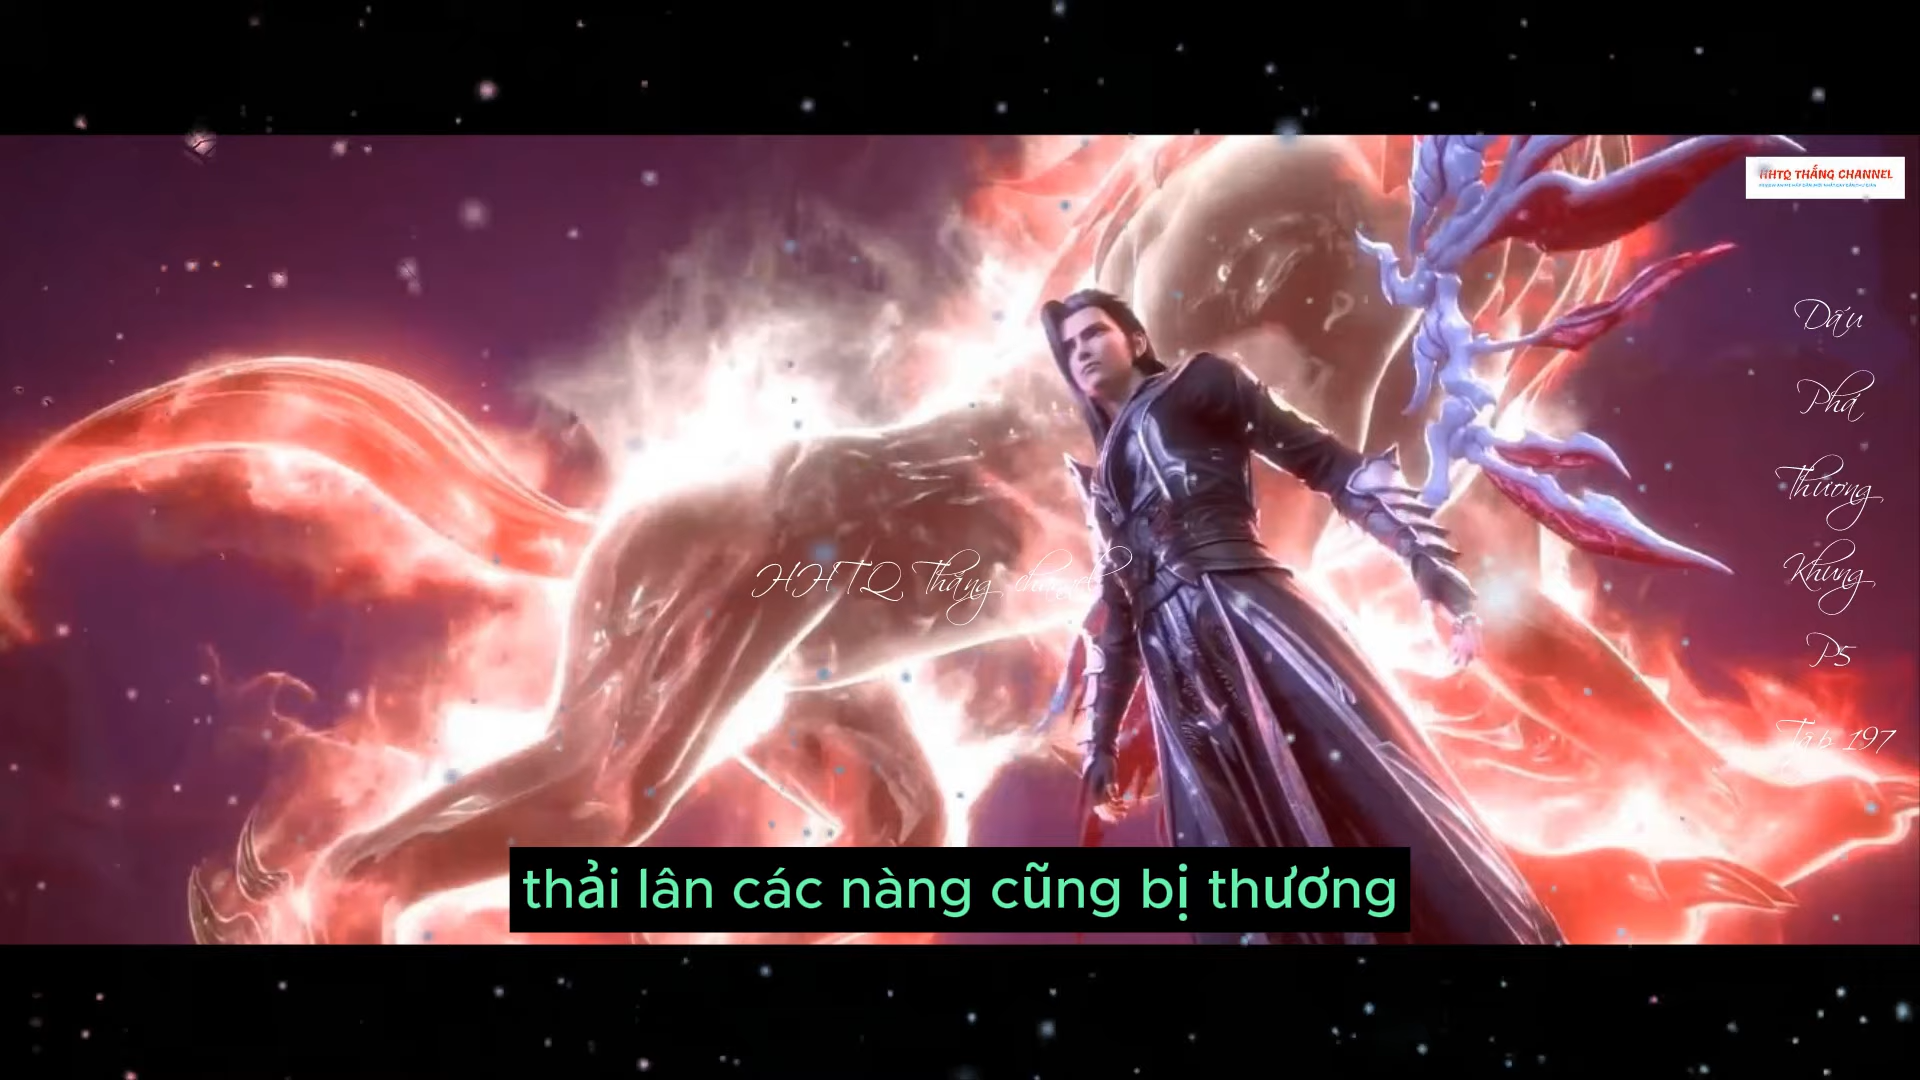 HHTQ THẮNG CHANNEL
Dấu
Phá
Thương
Khung
P5
Tập 197
HHTQ Thắng channel
thải lân các nàng cũng bị thương